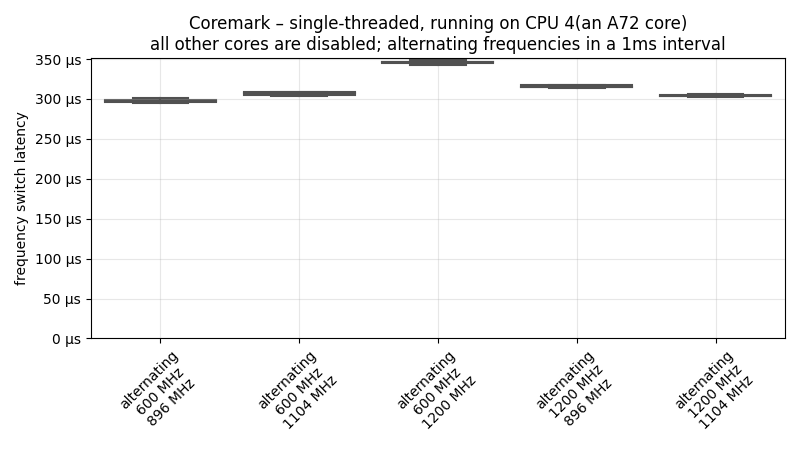 Coremark – single-threaded, running on CPU 4(an A72 core)
all other cores are disabled; alternating frequencies in a 1ms interval
frequency switch latency
350 µs
300 µs
250 µs
200 µs
150 µs
100 µs
50 µs
0 µs
alternating
600 MHz
896 MHz
alternating
600 MHz
1104 MHz
alternating
600 MHz
1200 MHz
alternating
1200 MHz
896 MHz
alternating
1200 MHz
1104 MHz